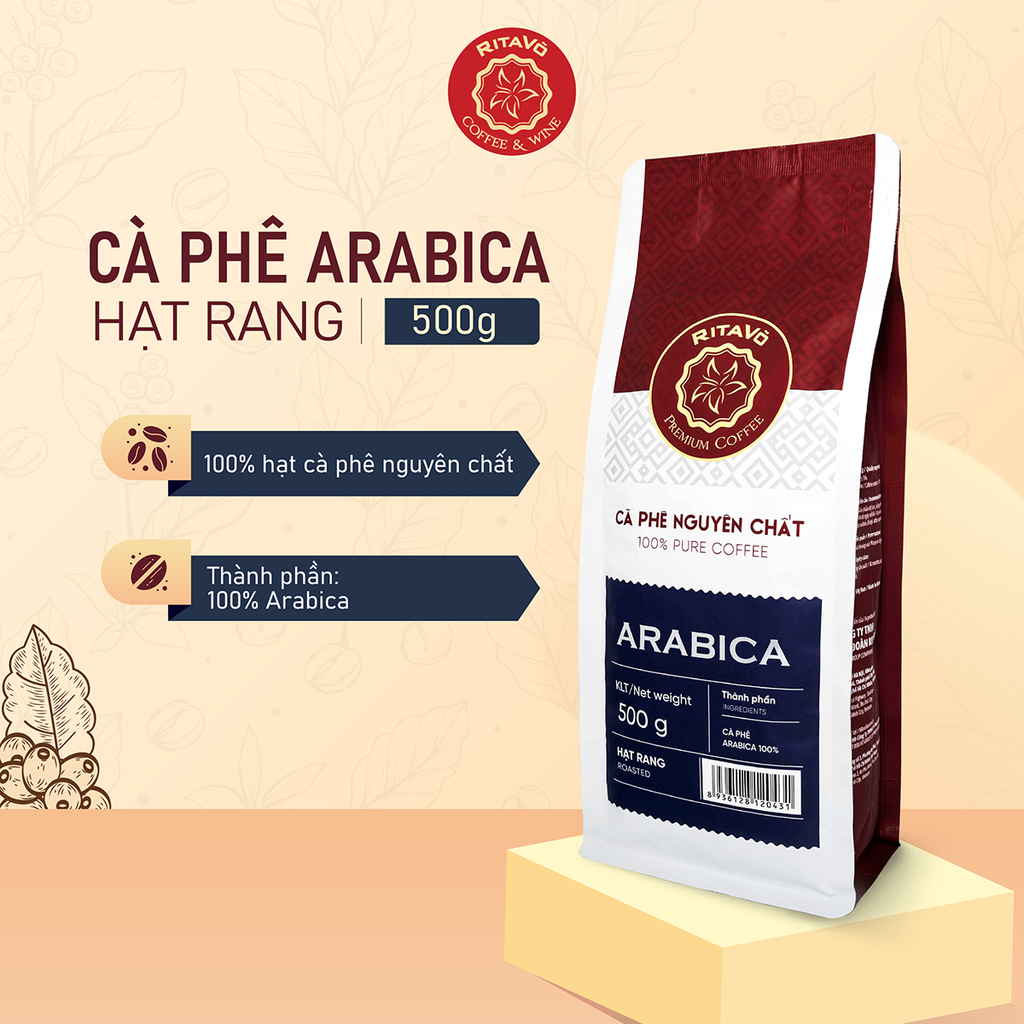 RITAVÕ
COFFEE & WINE
CÀ PHÊ ARABICA
HẠT RANG
500g
100% hạt cà phê nguyên chất
Thành phần:
100% Arabica
RITAVÕ
PREMIUM COFFEE
CÀ PHÊ NGUYÊN CHẤT
100% PURE COFFEE
ARABICA
KLT/Net weight
500 g
Thành phần
INGREDIENTS
CÀ PHÊ
ARABICA 100%
HẠT RANG
ROASTED
8 936128 120431